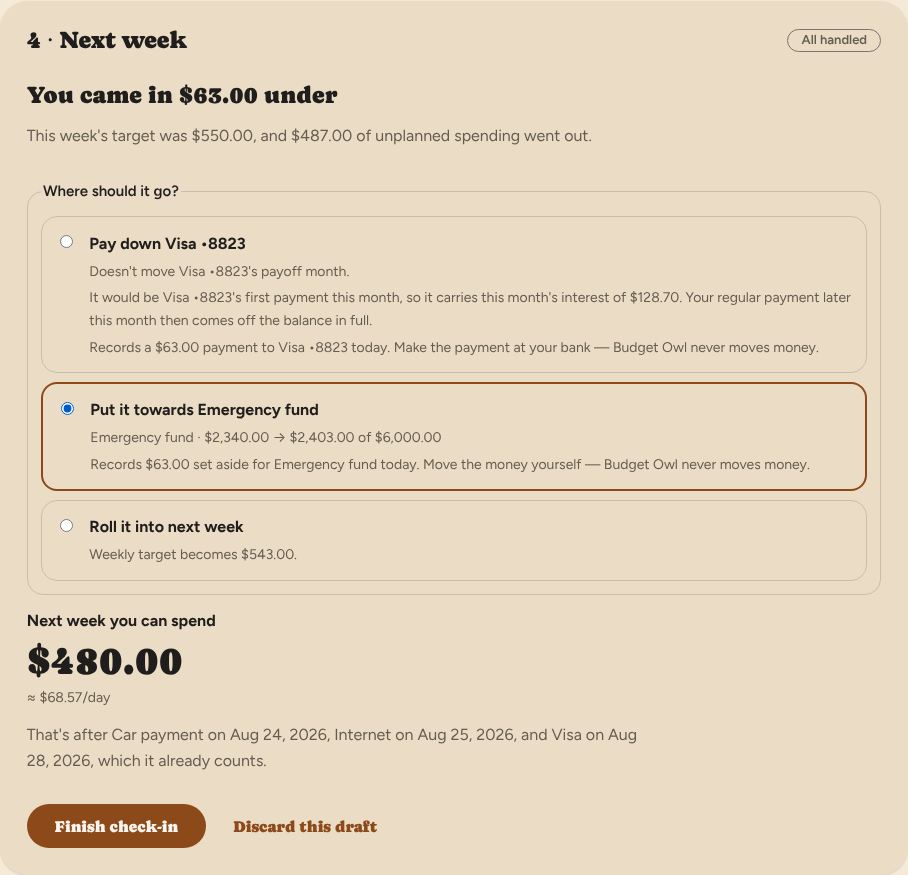 4 · Next week
All handled
You came in $63.00 under
This week's target was $550.00, and $487.00 of unplanned spending went out.
Where should it go?
Pay down Visa •8823
Doesn't move Visa •8823's payoff month.
It would be Visa •8823's first payment this month, so it carries this month's interest of $128.70. Your regular payment later
this month then comes off the balance in full.
Records a $63.00 payment to Visa •8823 today. Make the payment at your bank — Budget Owl never moves money.
Put it towards Emergency fund
Emergency fund · $2,340.00 → $2,403.00 of $6,000.00
Records $63.00 set aside for Emergency fund today. Move the money yourself — Budget Owl never moves money.
Roll it into next week
Weekly target becomes $543.00.
Next week you can spend
$480.00
≈ $68.57/day
That's after Car payment on Aug 24, 2026, Internet on Aug 25, 2026, and Visa on Aug
28, 2026, which it already counts.
Finish check-in
Discard this draft